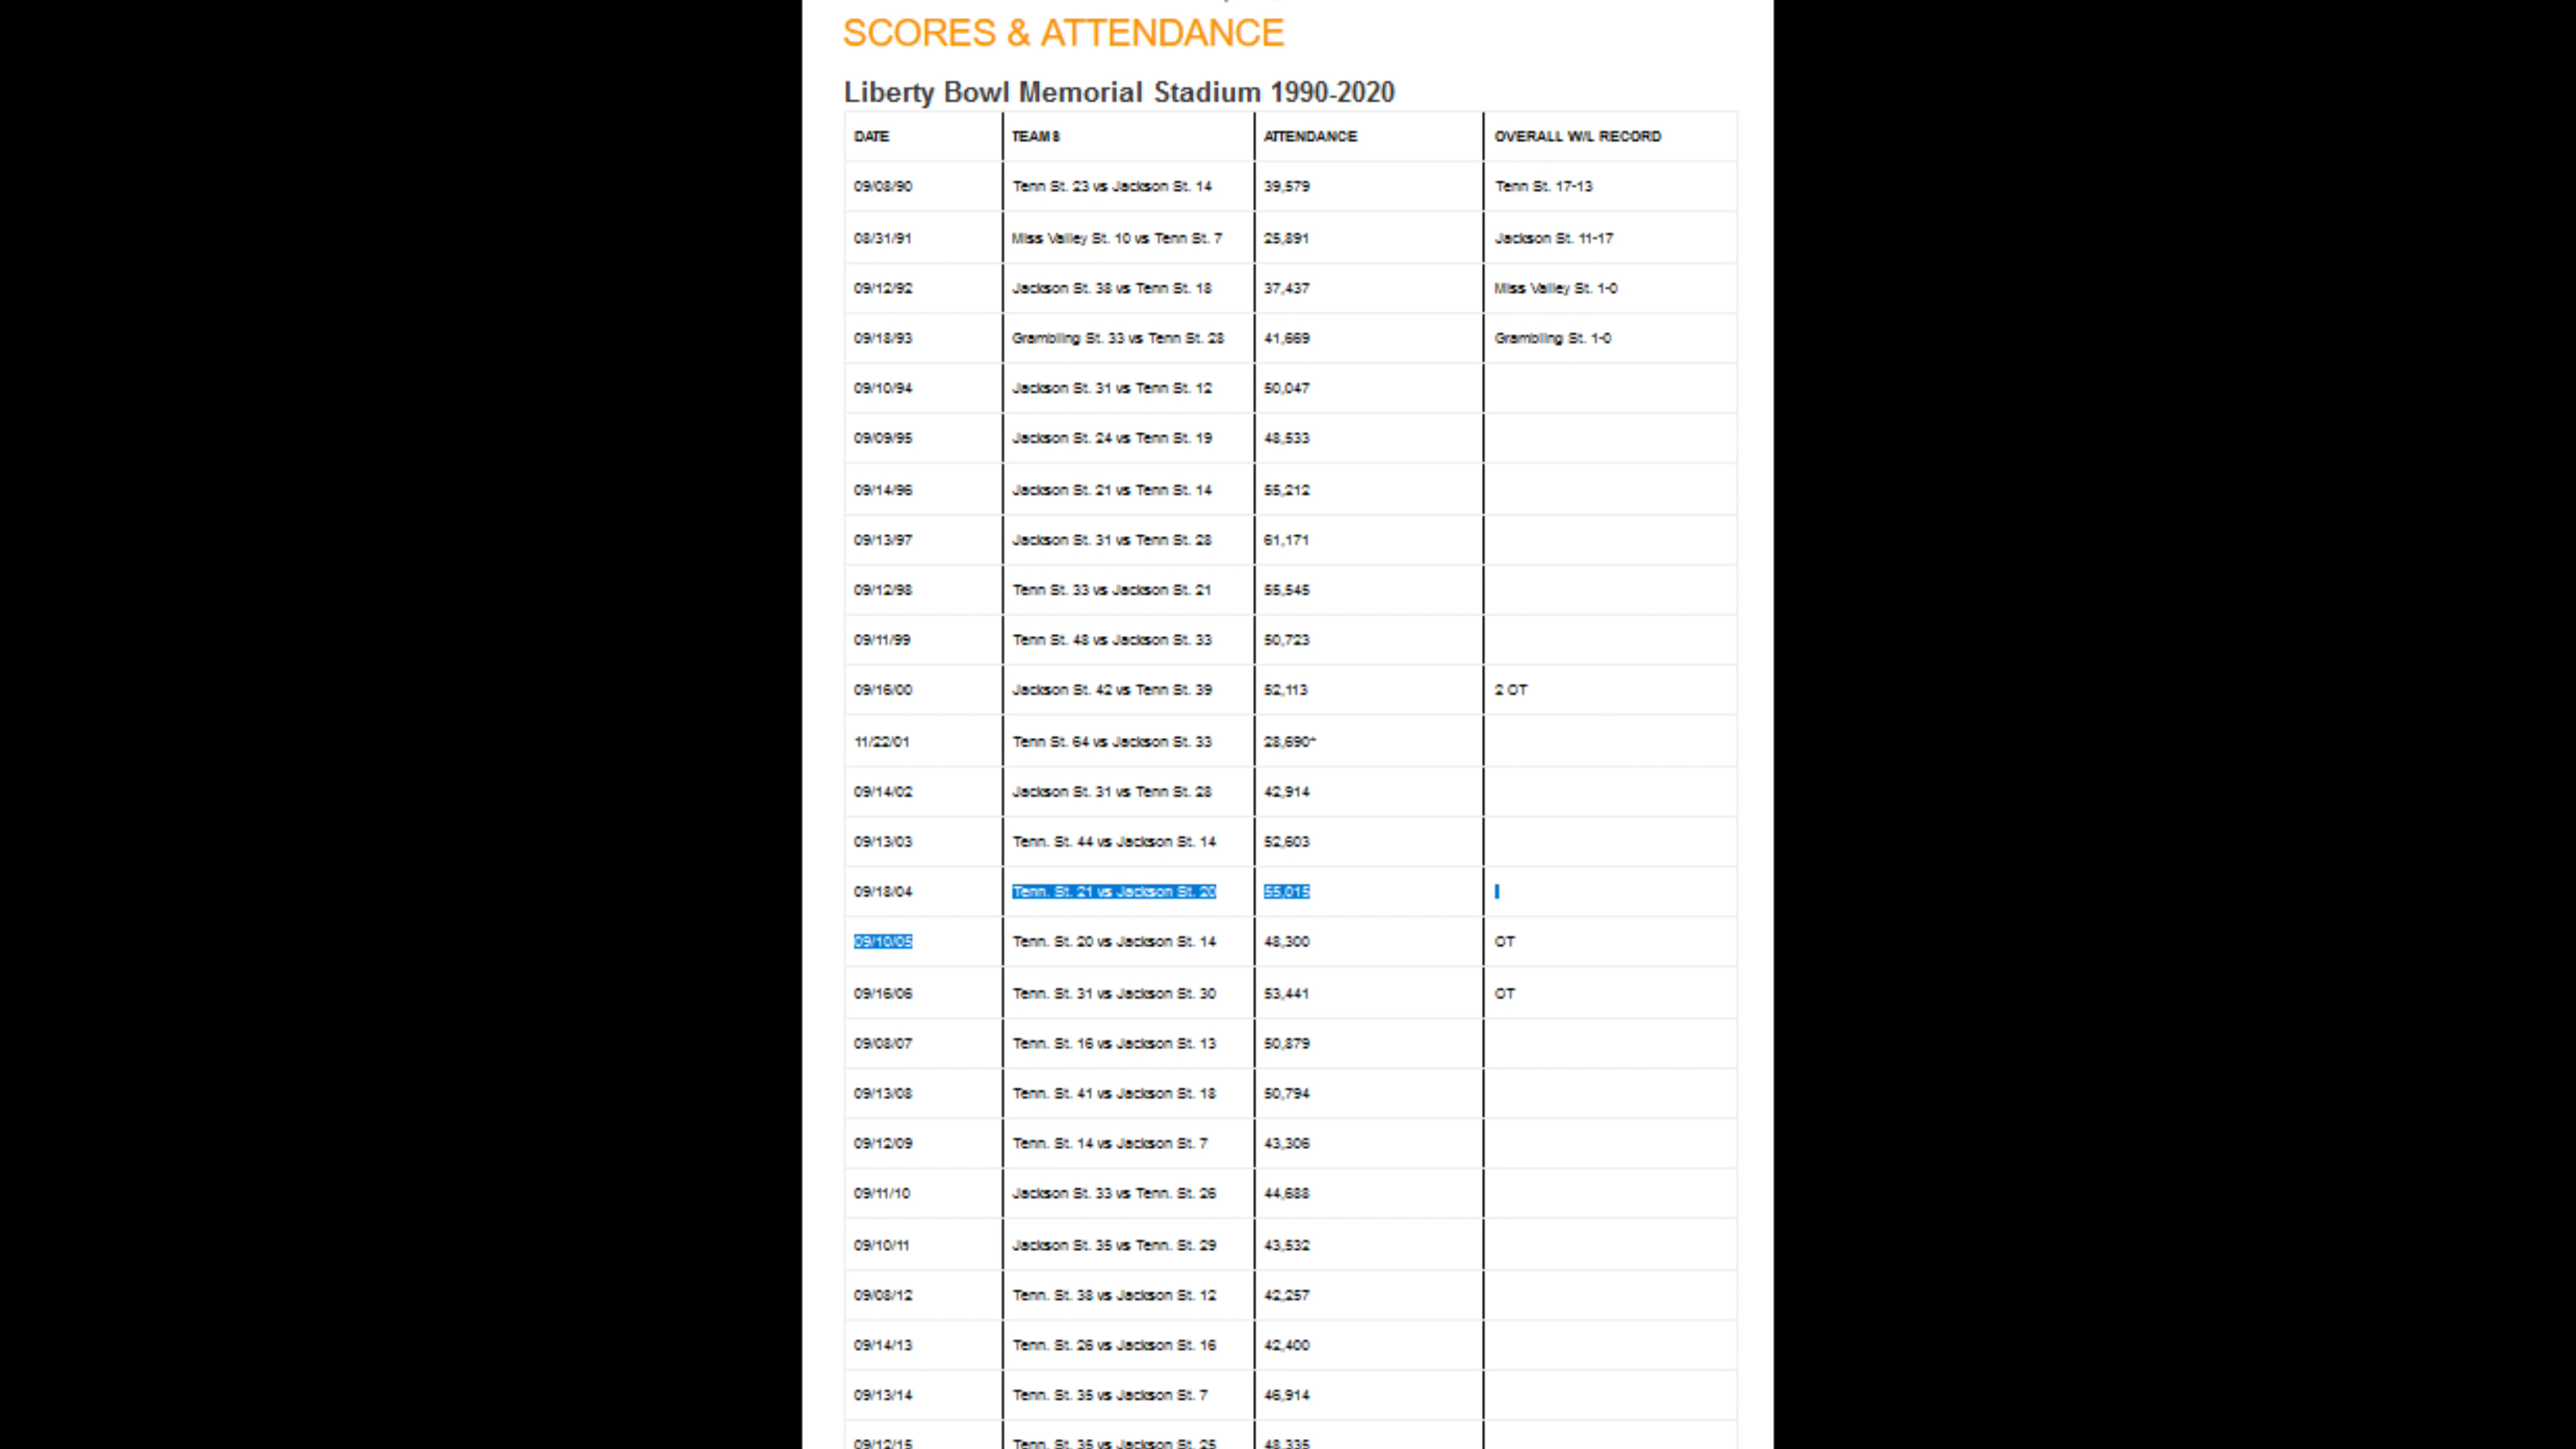 SCORES & ATTENDANCE
Liberty Bowl Memorial Stadium 1990-2020
DATE TEAMS ATTENDANCE OVERALL W/L RECORD
09/08/90 Tenn St. 23 vs Jackson St. 14 39,579 Tenn St. 17-13
08/31/91 Miss Valley St. 10 vs Tenn St. 7 25,891 Jackson St. 11-17
09/12/92 Jackson St. 38 vs Tenn St. 18 37,437 Miss Valley St. 1-0
09/18/93 Grambling St. 33 vs Tenn St. 28 41,669 Grambling St. 1-0
09/10/94 Jackson St. 31 vs Tenn St. 12 50,047
09/09/95 Jackson St. 24 vs Tenn St. 19 48,533
09/14/96 Jackson St. 21 vs Tenn St. 14 55,212
09/13/97 Jackson St. 31 vs Tenn St. 28 61,171
09/12/98 Tenn St. 33 vs Jackson St. 21 55,545
09/11/99 Tenn St. 48 vs Jackson St. 33 50,723
09/16/00 Jackson St. 42 vs Tenn St. 39 52,113 2 OT
11/22/01 Tenn St. 64 vs Jackson St. 33 28,690*
09/14/02 Jackson St. 31 vs Tenn St. 28 42,914
09/13/03 Tenn. St. 44 vs Jackson St. 14 52,603
09/18/04 Tenn. St. 21 vs Jackson St. 20 55,015
09/10/05 Tenn. St. 20 vs Jackson St. 14 48,300 OT
09/16/06 Tenn. St. 31 vs Jackson St. 30 53,441 OT
09/08/07 Tenn. St. 16 vs Jackson St. 13 50,879
09/13/08 Tenn. St. 41 vs Jackson St. 18 50,794
09/12/09 Tenn. St. 14 vs Jackson St. 7 43,306
09/11/10 Jackson St. 33 vs Tenn. St. 26 44,688
09/10/11 Jackson St. 35 vs Tenn. St. 29 43,532
09/08/12 Tenn. St. 38 vs Jackson St. 12 42,257
09/14/13 Tenn. St. 26 vs Jackson St. 16 42,400
09/13/14 Tenn. St. 35 vs Jackson St. 7 46,914
09/12/15 Tenn. St. 35 vs Jackson St. 25 48,335